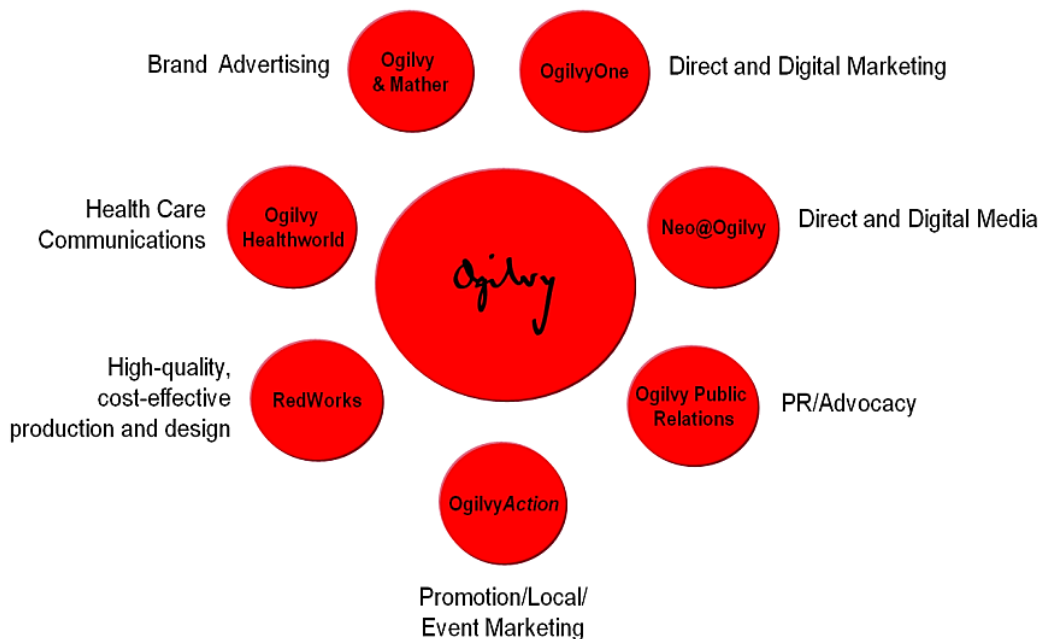 Brand Advertising
Ogilvy
& Mather
OgilvyOne
Direct and Digital Marketing
Health Care
Communications
Ogilvy
Healthworld
Ogilvy
Neo@Ogilvy
Direct and Digital Media
High-quality,
cost-effective
production and design
RedWorks
Ogilvy Public
Relations
PR/Advocacy
OgilvyAction
Promotion/Local/
Event Marketing